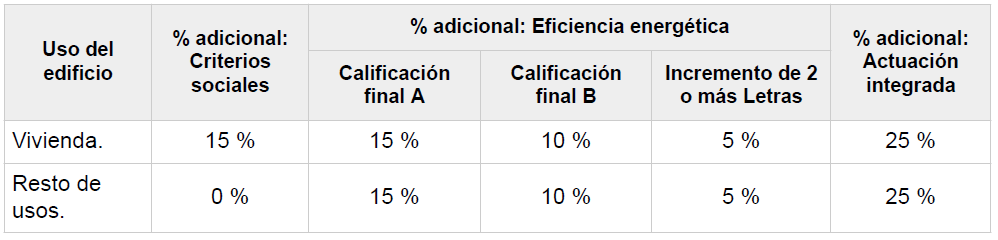 Uso del
edificio
% adicional:
Criterios
sociales
% adicional: Eficiencia energética
% adicional:
Actuación
integrada
Calificación
final A
Calificación
final B
Incremento de 2
o más Letras
Vivienda.
15 %
15 %
10 %
5 %
25 %
Resto de
usos.
0 %
15 %
10 %
5 %
25 %